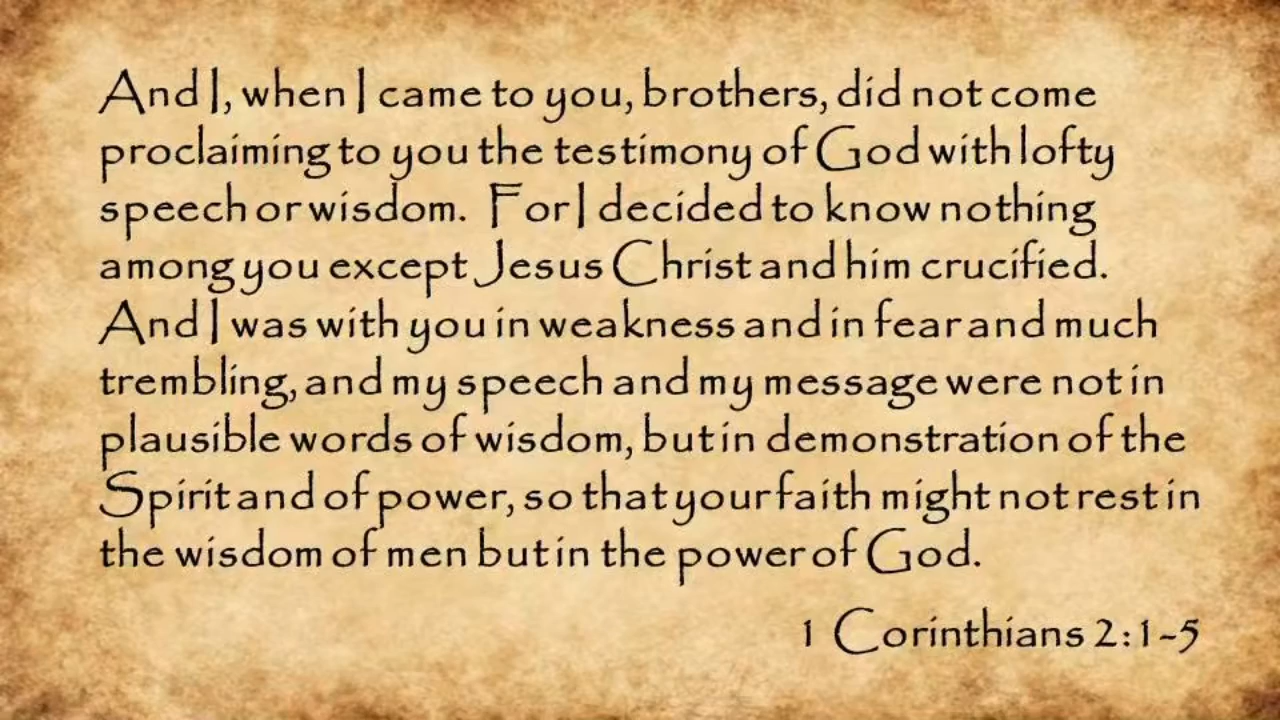 And I, when I came to you, brothers, did not come
proclaiming to you the testimony of God with lofty
speech or wisdom.  For I decided to know nothing
among you except Jesus Christ and him crucified.
And I was with you in weakness and in fear and much
trembling, and my speech and my message were not in
plausible words of wisdom, but in demonstration of the
Spirit and of power, so that your faith might not rest in
the wisdom of men but in the power of God.
1 Corinthians 2:1-5